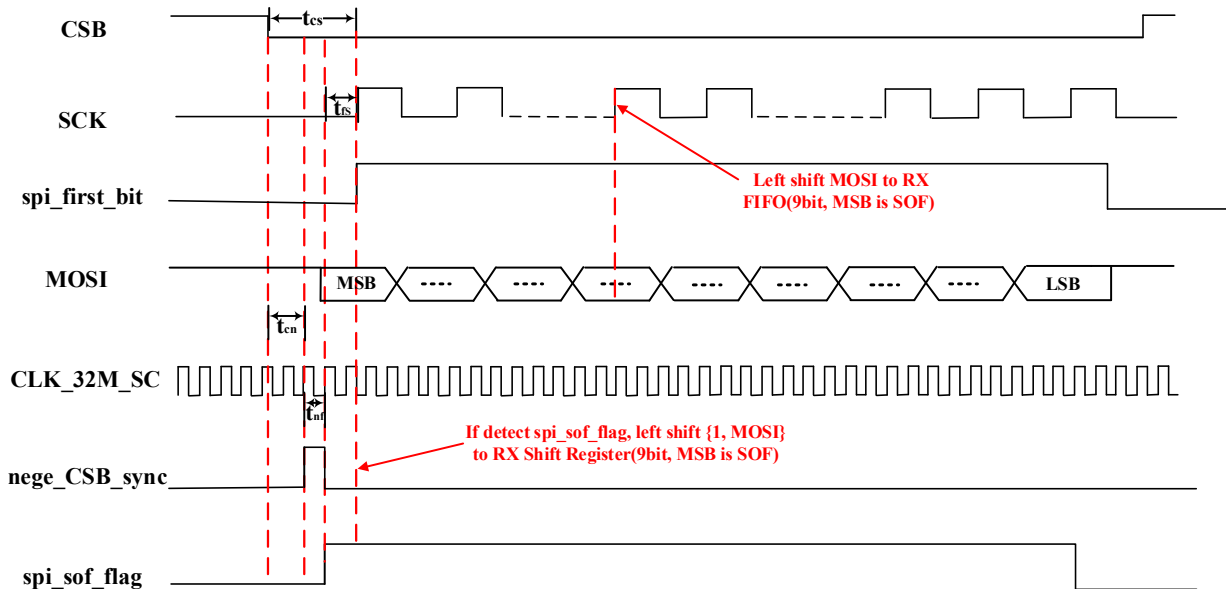 CSB
tcs
SCK
tfs
Left shift MOSI to RX
FIFO(9bit, MSB is SOF)
spi_first_bit
MOSI
MSB
LSB
tcn
CLK_32M_SC
tnf
If detect spi_sof_flag, left shift {1, MOSI}
to RX Shift Register(9bit, MSB is SOF)
nege_CSB_sync
spi_sof_flag